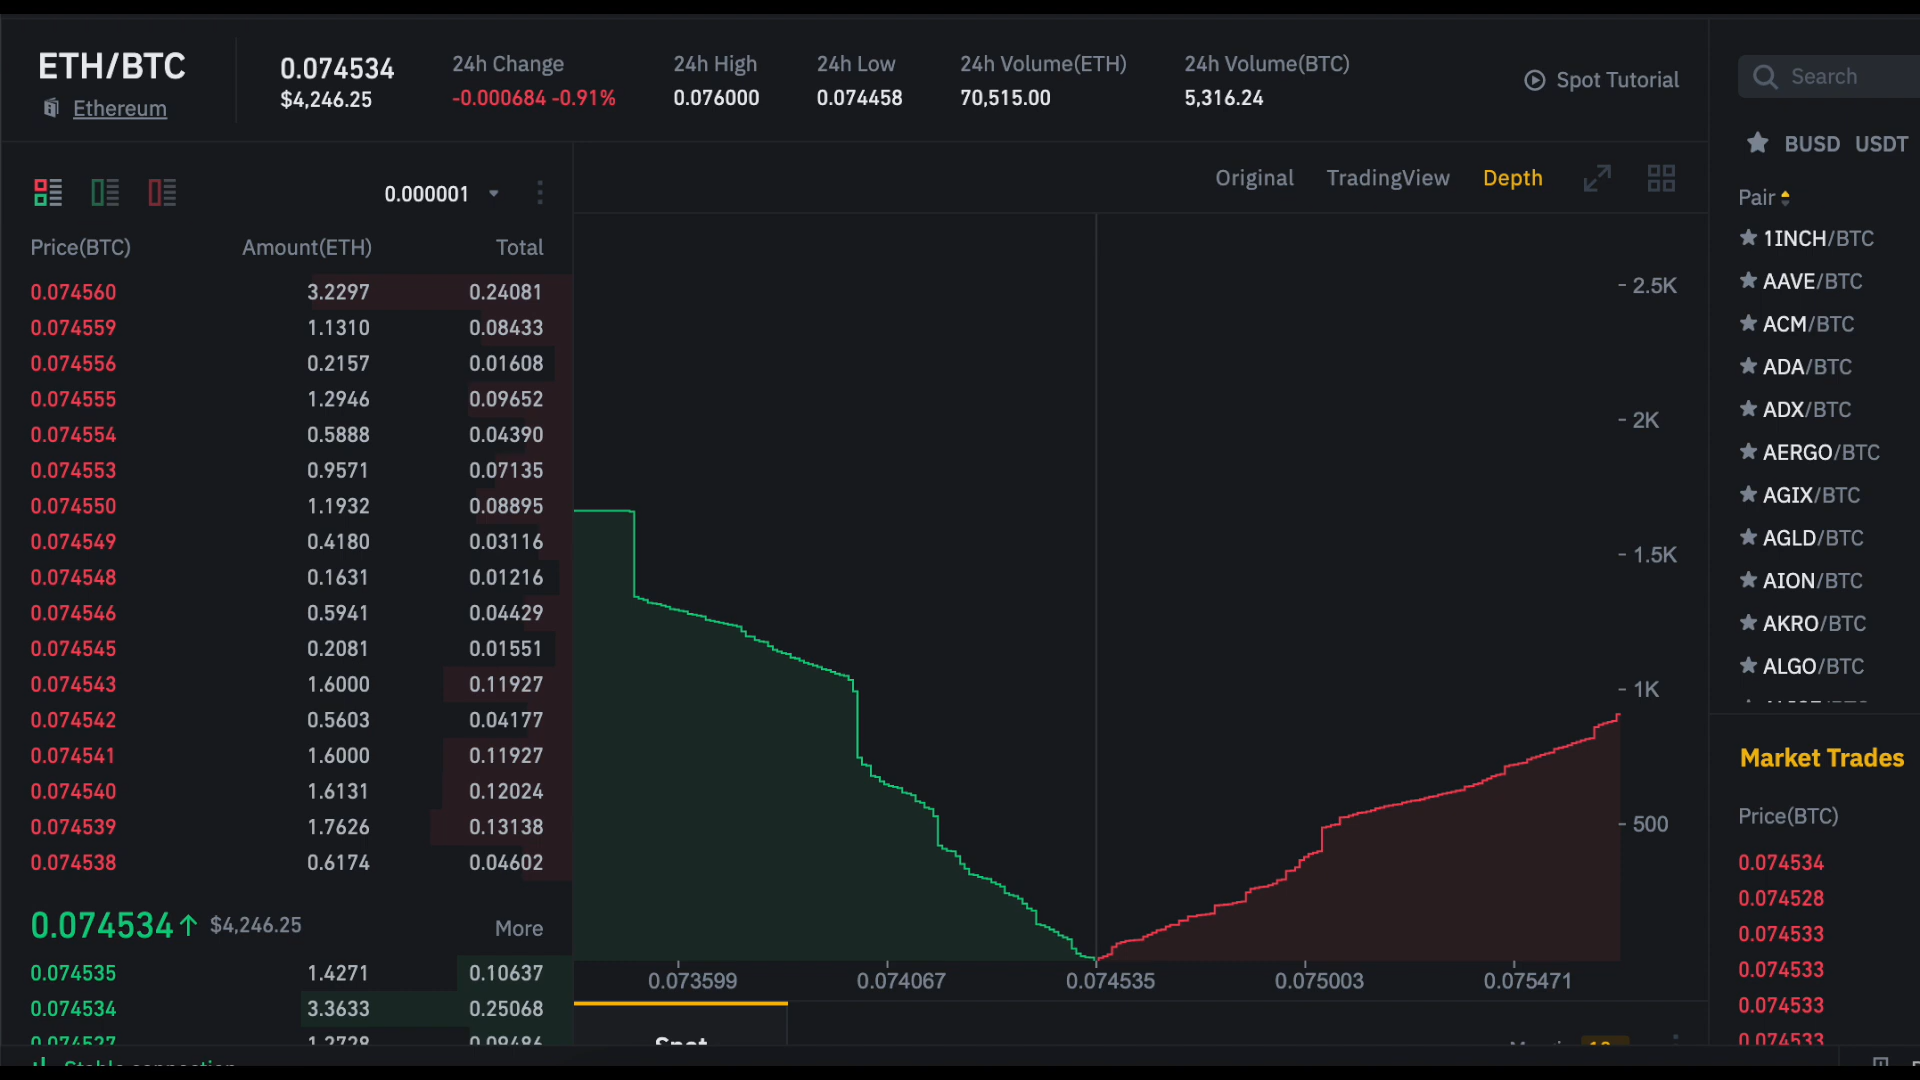 ETH/BTC
Ethereum
0.074534
$4,246.25
24h Change
-0.000684 -0.91%
24h High
0.076000
24h Low
0.074458
24h Volume(ETH)
70,515.00
24h Volume(BTC)
5,316.24
Spot Tutorial
Search
BUSD USDT
0.000001
Original TradingView Depth
Price(BTC) Amount(ETH) Total
0.074560 3.2297 0.24081
0.074559 1.1310 0.08433
0.074556 0.2157 0.01608
0.074555 1.2946 0.09652
0.074554 0.5888 0.04390
0.074553 0.9571 0.07135
0.074550 1.1932 0.08895
0.074549 0.4180 0.03116
0.074548 0.1631 0.01216
0.074546 0.5941 0.04429
0.074545 0.2081 0.01551
0.074543 1.6000 0.11927
0.074542 0.5603 0.04177
0.074541 1.6000 0.11927
0.074540 1.6131 0.12024
0.074539 1.7626 0.13138
0.074538 0.6174 0.04602
0.074534↑ $4,246.25 More
0.074535 1.4271 0.10637
0.074534 3.3633 0.25068
0.074527 1.2728 0.09486
Stable connection
- 2.5K
- 2K
- 1.5K
- 1K
- 500
0.073599 0.074067 0.074535 0.075003 0.075471
Spot
Pair
1INCH/BTC
AAVE/BTC
ACM/BTC
ADA/BTC
ADX/BTC
AERGO/BTC
AGIX/BTC
AGLD/BTC
AION/BTC
AKRO/BTC
ALGO/BTC
Market Trades
Price(BTC)
0.074534
0.074528
0.074533
0.074533
0.074533
0.074533